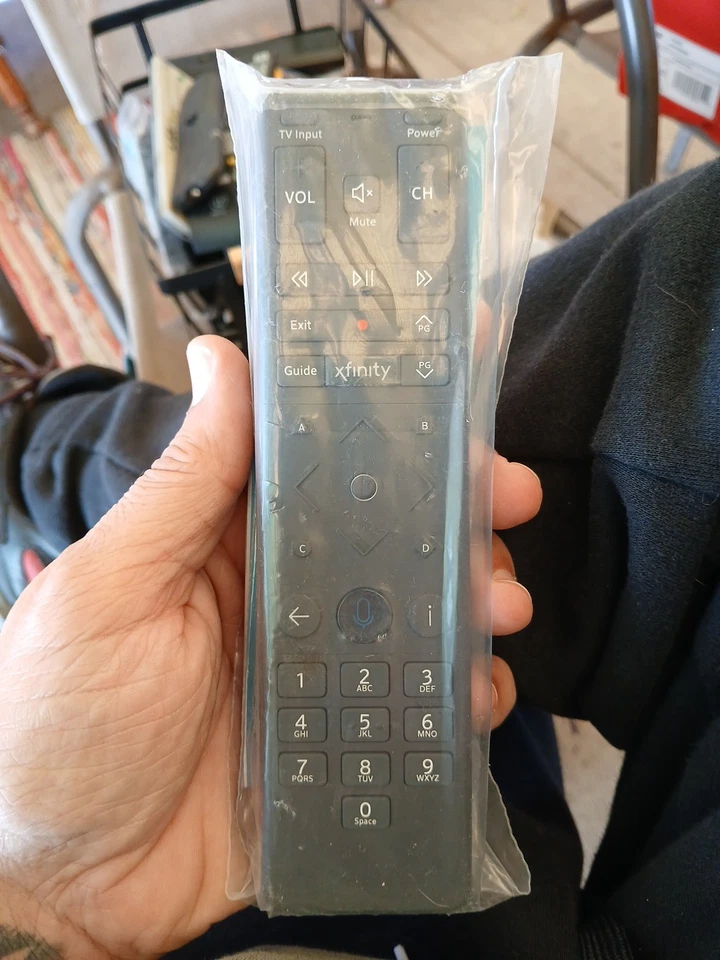 TV Input Power
VOL CH
Mute
Exit PG
Guide xfinity PG
A B
C D
i
1 2 3
ABC DEF
4 5 6
GHI JKL MNO
7 8 9
PQRS TUV WXYZ
0
Space